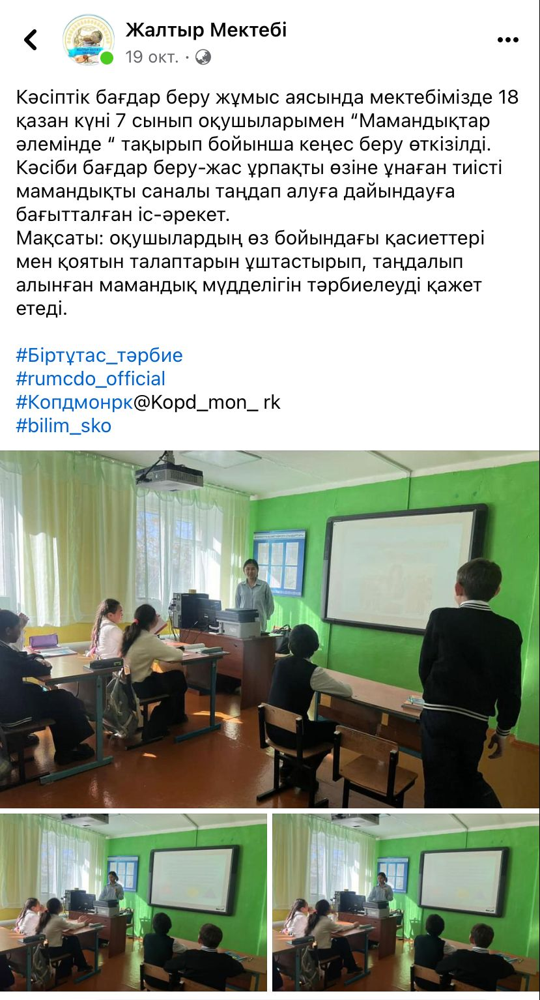 Жалтыр Мектебі
19 окт. ·
Кәсіптік бағдар беру жұмыс аясында мектебімізде 18
қазан күні 7 сынып оқушыларымен “Мамандықтар
әлемінде “ тақырып бойынша кеңес беру өткізілді.
Кәсіби бағдар беру-жас ұрпақты өзіне ұнаған тиісті
мамандықты саналы таңдап алуға дайындауға
бағытталған іс-әрекет.
Мақсаты: оқушылардың өз бойындағы қасиеттері
мен қоятын талаптарын ұштастырып, таңдалып
алынған мамандық мүдделігін тәрбиелеуді қажет
етеді.
#Біртұтас_тәрбие
#rumcdo_official
#Копдмонрк@Kopd_mon_ rk
#bilim_sko